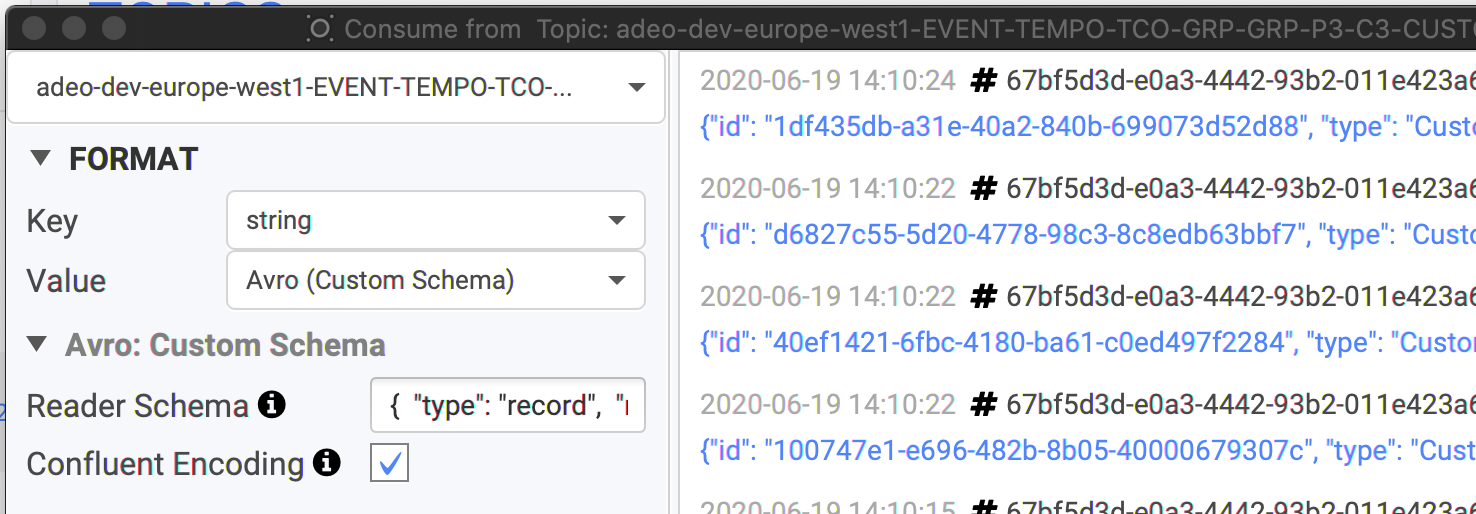 Consume from Topic: adeo-dev-europe-west1-EVENT-TEMPO-TCO-GRP-GRP-P3-C3-CUST
adeo-dev-europe-west1-EVENT-TEMPO-TCO-...
FORMAT
Key
string
Value
Avro (Custom Schema)
Avro: Custom Schema
Reader Schema
{ "type": "record", "
Confluent Encoding
2020-06-19 14:10:24 # 67bf5d3d-e0a3-4442-93b2-011e423a6
{"id": "1df435db-a31e-40a2-840b-699073d52d88", "type": "Custo
2020-06-19 14:10:22 # 67bf5d3d-e0a3-4442-93b2-011e423a6
{"id": "d6827c55-5d20-4778-98c3-8c8edb63bbf7", "type": "Custo
2020-06-19 14:10:22 # 67bf5d3d-e0a3-4442-93b2-011e423a6
{"id": "40ef1421-6fbc-4180-ba61-c0ed497f2284", "type": "Custon
2020-06-19 14:10:22 # 67bf5d3d-e0a3-4442-93b2-011e423a6
{"id": "100747e1-e696-482b-8b05-40000679307c", "type": "Cust
2020-06-19 14:10:15 # 67bf5d3d-e0a3-4442-93b2-011e423a6